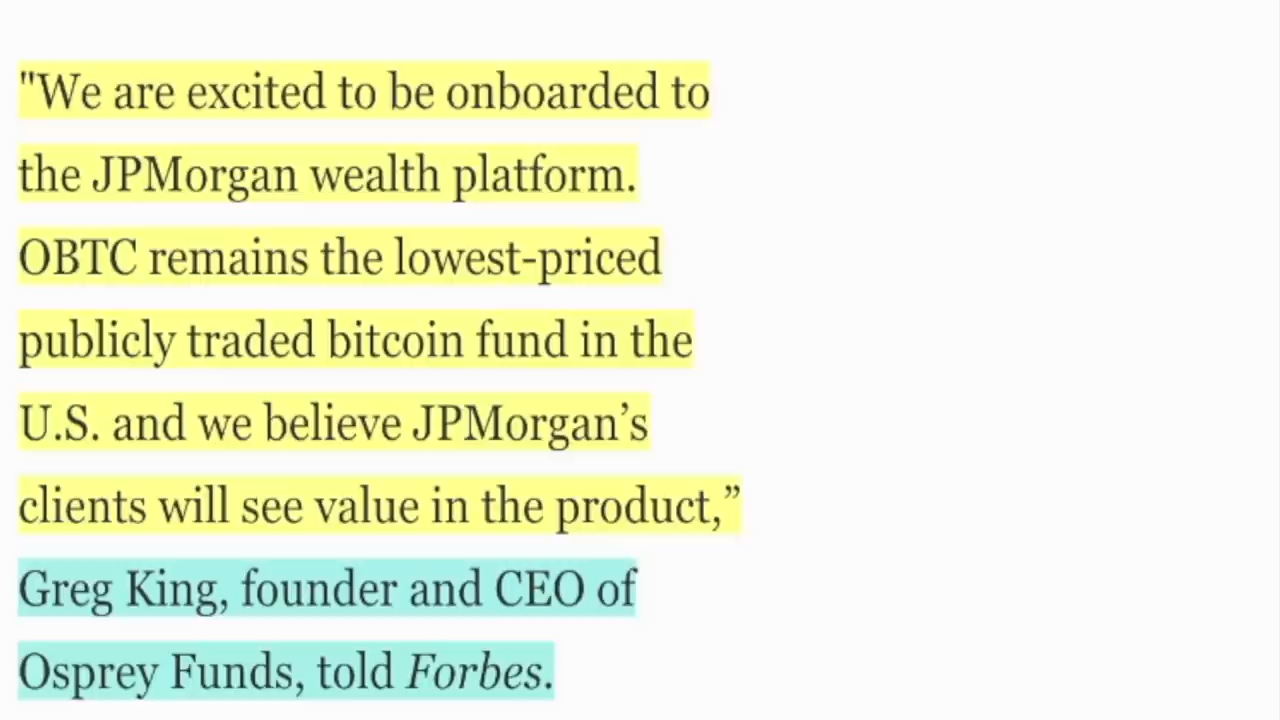 "We are excited to be onboarded to
the JPMorgan wealth platform.
OBTC remains the lowest-priced
publicly traded bitcoin fund in the
U.S. and we believe JPMorgan’s
clients will see value in the product,”
Greg King, founder and CEO of
Osprey Funds, told Forbes.